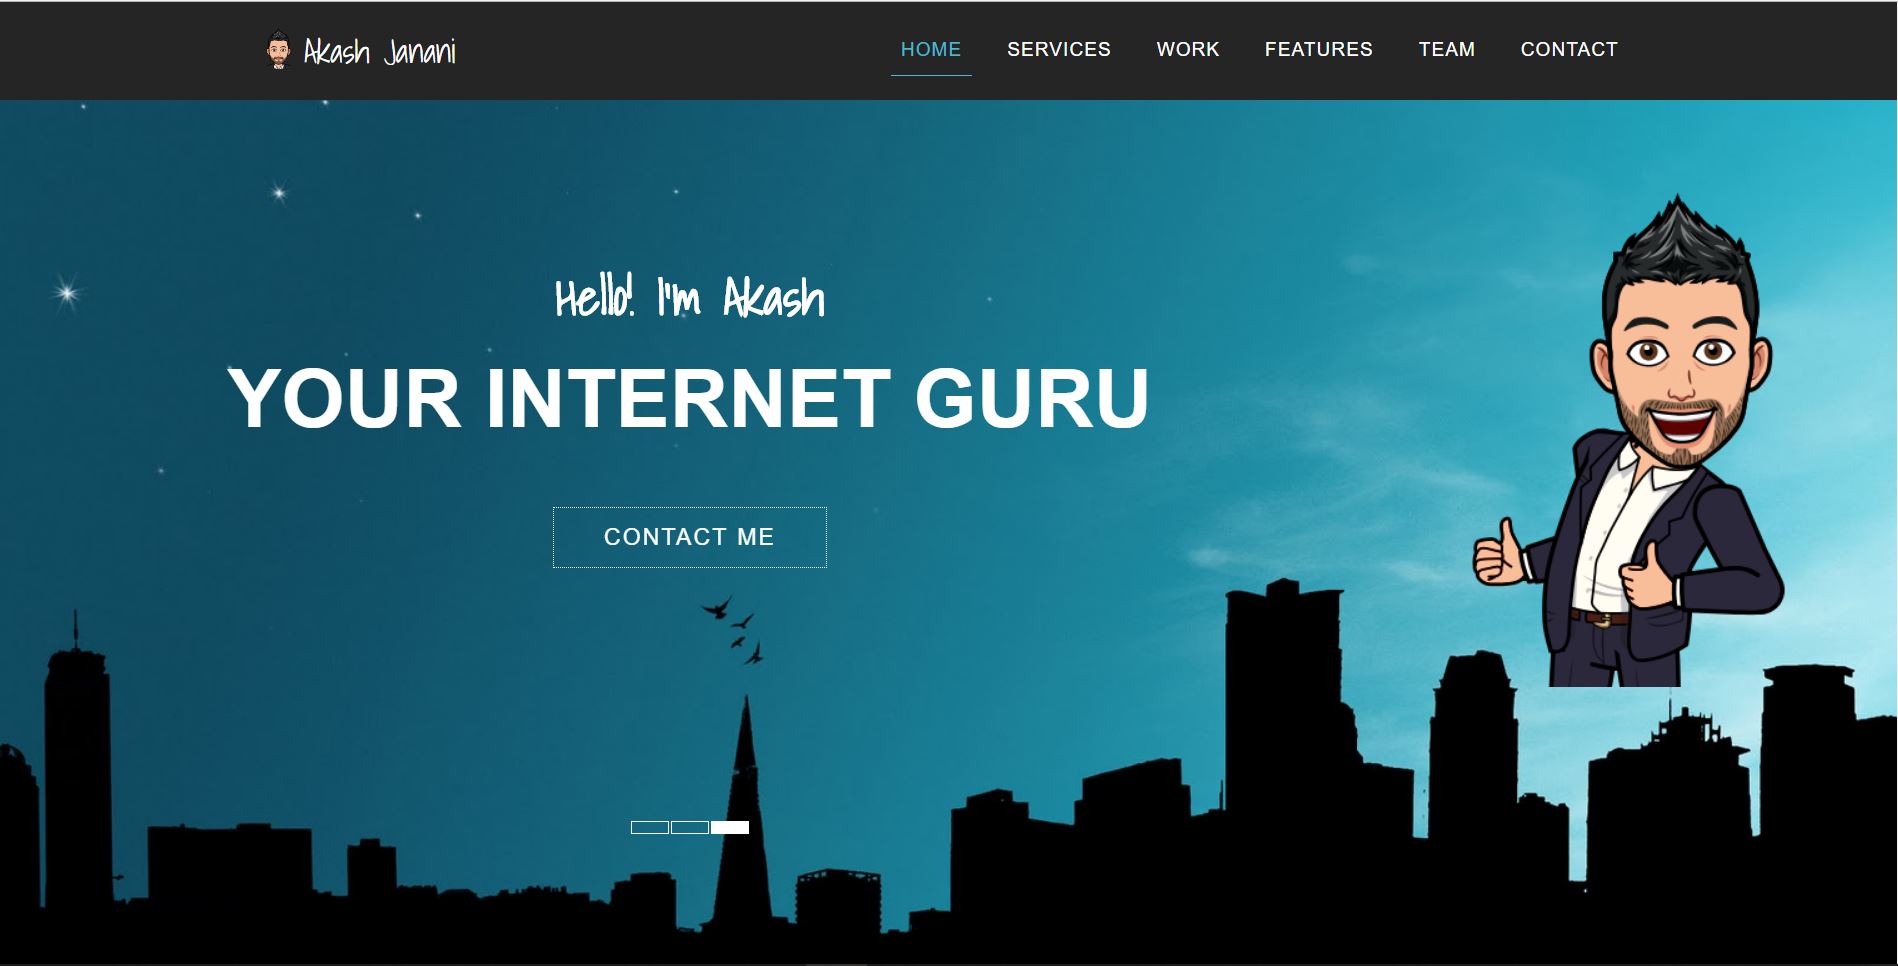 Akash Janani
HOME SERVICES WORK FEATURES TEAM CONTACT
Hello! I'm Akash
YOUR INTERNET GURU
CONTACT ME